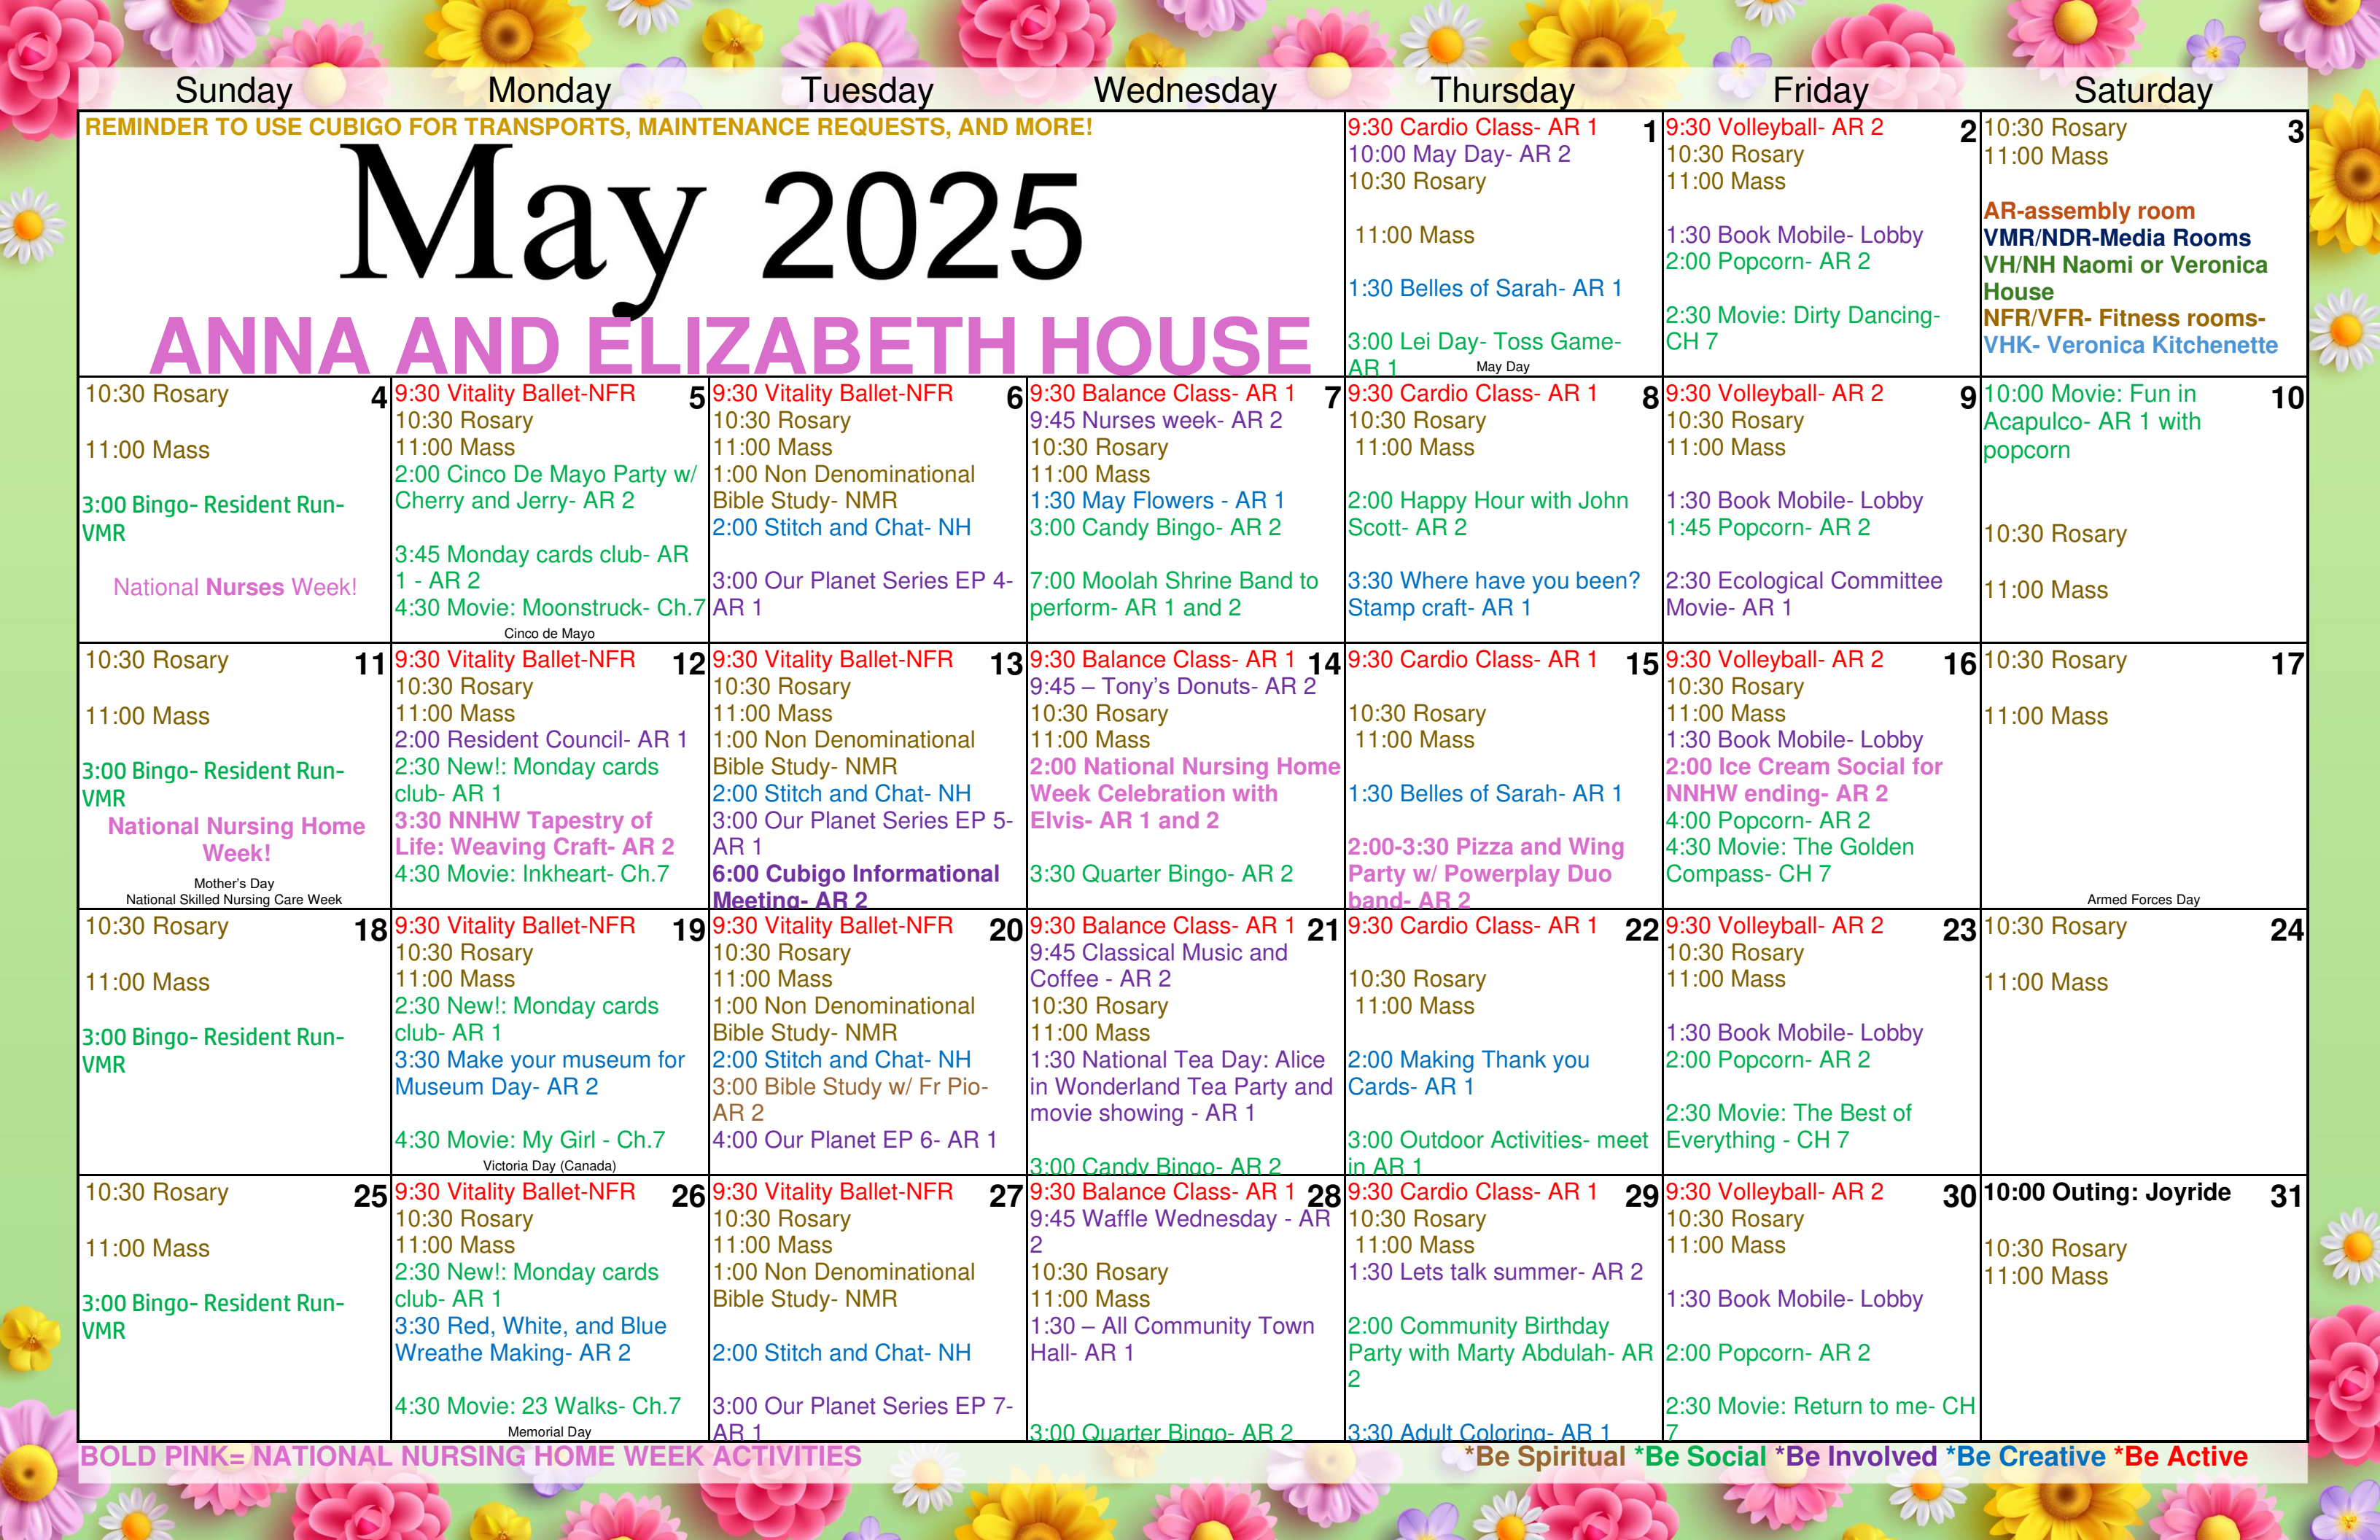 Sunday Monday Tuesday Wednesday Thursday Friday Saturday
REMINDER TO USE CUBIGO FOR TRANSPORTS, MAINTENANCE REQUESTS, AND MORE!
May 2025
ANNA AND ELIZABETH HOUSE
1
9:30 Cardio Class- AR 1
10:00 May Day- AR 2
10:30 Rosary
11:00 Mass
1:30 Belles of Sarah- AR 1
3:00 Lei Day- Toss Game-
AR 1
May Day
2
9:30 Volleyball- AR 2
10:30 Rosary
11:00 Mass
1:30 Book Mobile- Lobby
2:00 Popcorn- AR 2
2:30 Movie: Dirty Dancing-
CH 7
3
10:30 Rosary
11:00 Mass
AR-assembly room
VMR/NDR-Media Rooms
VH/NH Naomi or Veronica
House
NFR/VFR- Fitness rooms-
VHK- Veronica Kitchenette
4
10:30 Rosary
11:00 Mass
3:00 Bingo- Resident Run-
VMR
National Nurses Week!
5
9:30 Vitality Ballet-NFR
10:30 Rosary
11:00 Mass
2:00 Cinco De Mayo Party w/
Cherry and Jerry- AR 2
3:45 Monday cards club- AR
1 - AR 2
4:30 Movie: Moonstruck- Ch.7
Cinco de Mayo
6
9:30 Vitality Ballet-NFR
10:30 Rosary
11:00 Mass
1:00 Non Denominational
Bible Study- NMR
2:00 Stitch and Chat- NH
3:00 Our Planet Series EP 4-
AR 1
7
9:30 Balance Class- AR 1
9:45 Nurses week- AR 2
10:30 Rosary
11:00 Mass
1:30 May Flowers - AR 1
3:00 Candy Bingo- AR 2
7:00 Moolah Shrine Band to
perform- AR 1 and 2
8
9:30 Cardio Class- AR 1
10:30 Rosary
11:00 Mass
2:00 Happy Hour with John
Scott- AR 2
3:30 Where have you been?
Stamp craft- AR 1
9
9:30 Volleyball- AR 2
10:30 Rosary
11:00 Mass
1:30 Book Mobile- Lobby
1:45 Popcorn- AR 2
2:30 Ecological Committee
Movie- AR 1
10
10:00 Movie: Fun in
Acapulco- AR 1 with
popcorn
10:30 Rosary
11:00 Mass
11
10:30 Rosary
11:00 Mass
3:00 Bingo- Resident Run-
VMR
National Nursing Home
Week!
Mother's Day
National Skilled Nursing Care Week
12
9:30 Vitality Ballet-NFR
10:30 Rosary
11:00 Mass
2:00 Resident Council- AR 1
2:30 New!: Monday cards
club- AR 1
3:30 NNHW Tapestry of
Life: Weaving Craft- AR 2
4:30 Movie: Inkheart- Ch.7
13
9:30 Vitality Ballet-NFR
10:30 Rosary
11:00 Mass
1:00 Non Denominational
Bible Study- NMR
2:00 Stitch and Chat- NH
3:00 Our Planet Series EP 5-
AR 1
6:00 Cubigo Informational
Meeting- AR 2
14
9:30 Balance Class- AR 1
9:45 – Tony’s Donuts- AR 2
10:30 Rosary
11:00 Mass
2:00 National Nursing Home
Week Celebration with
Elvis- AR 1 and 2
3:30 Quarter Bingo- AR 2
15
9:30 Cardio Class- AR 1
10:30 Rosary
11:00 Mass
1:30 Belles of Sarah- AR 1
2:00-3:30 Pizza and Wing
Party w/ Powerplay Duo
band- AR 2
16
9:30 Volleyball- AR 2
10:30 Rosary
11:00 Mass
1:30 Book Mobile- Lobby
2:00 Ice Cream Social for
NNHW ending- AR 2
4:00 Popcorn- AR 2
4:30 Movie: The Golden
Compass- CH 7
17
10:30 Rosary
11:00 Mass
Armed Forces Day
18
10:30 Rosary
11:00 Mass
3:00 Bingo- Resident Run-
VMR
19
9:30 Vitality Ballet-NFR
10:30 Rosary
11:00 Mass
2:30 New!: Monday cards
club- AR 1
3:30 Make your museum for
Museum Day- AR 2
4:30 Movie: My Girl - Ch.7
Victoria Day (Canada)
20
9:30 Vitality Ballet-NFR
10:30 Rosary
11:00 Mass
1:00 Non Denominational
Bible Study- NMR
2:00 Stitch and Chat- NH
3:00 Bible Study w/ Fr Pio-
AR 2
4:00 Our Planet EP 6- AR 1
21
9:30 Balance Class- AR 1
9:45 Classical Music and
Coffee - AR 2
10:30 Rosary
11:00 Mass
1:30 National Tea Day: Alice
in Wonderland Tea Party and
movie showing - AR 1
3:00 Candy Bingo- AR 2
22
9:30 Cardio Class- AR 1
10:30 Rosary
11:00 Mass
2:00 Making Thank you
Cards- AR 1
3:00 Outdoor Activities- meet
in AR 1
23
9:30 Volleyball- AR 2
10:30 Rosary
11:00 Mass
1:30 Book Mobile- Lobby
2:00 Popcorn- AR 2
2:30 Movie: The Best of
Everything - CH 7
24
10:30 Rosary
11:00 Mass
25
10:30 Rosary
11:00 Mass
3:00 Bingo- Resident Run-
VMR
26
9:30 Vitality Ballet-NFR
10:30 Rosary
11:00 Mass
2:30 New!: Monday cards
club- AR 1
3:30 Red, White, and Blue
Wreathe Making- AR 2
4:30 Movie: 23 Walks- Ch.7
Memorial Day
27
9:30 Vitality Ballet-NFR
10:30 Rosary
11:00 Mass
1:00 Non Denominational
Bible Study- NMR
2:00 Stitch and Chat- NH
3:00 Our Planet Series EP 7-
AR 1
28
9:30 Balance Class- AR 1
9:45 Waffle Wednesday - AR
2
10:30 Rosary
11:00 Mass
1:30 – All Community Town
Hall- AR 1
3:00 Quarter Bingo- AR 2
29
9:30 Cardio Class- AR 1
10:30 Rosary
11:00 Mass
1:30 Lets talk summer- AR 2
2:00 Community Birthday
Party with Marty Abdulah- AR
2
3:30 Adult Coloring- AR 1
30
9:30 Volleyball- AR 2
10:30 Rosary
11:00 Mass
1:30 Book Mobile- Lobby
2:00 Popcorn- AR 2
2:30 Movie: Return to me- CH
7
31
10:00 Outing: Joyride
10:30 Rosary
11:00 Mass
BOLD PINK= NATIONAL NURSING HOME WEEK ACTIVITIES
*Be Spiritual *Be Social *Be Involved *Be Creative *Be Active